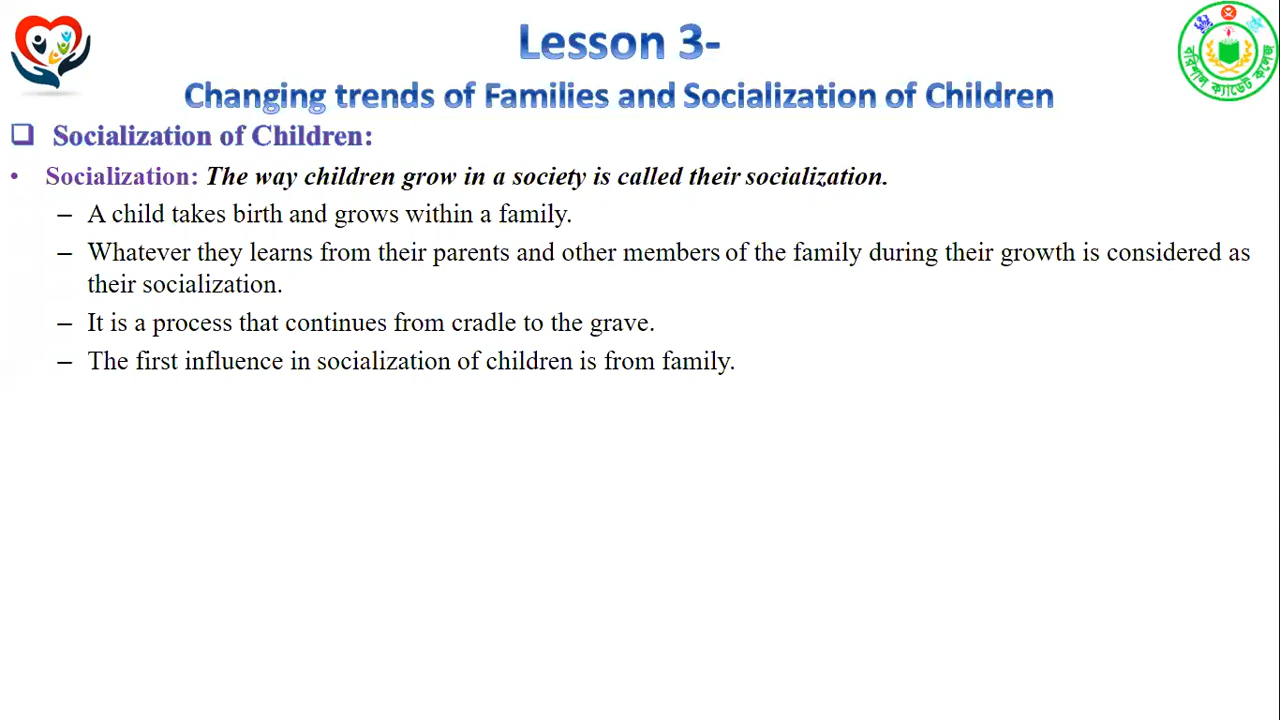 Lesson 3-
Changing trends of Families and Socialization of Children
বরিশাল ক্যাডেট কলেজ
❑ Socialization of Children:
• Socialization: The way children grow in a society is called their socialization.
– A child takes birth and grows within a family.
– Whatever they learns from their parents and other members of the family during their growth is considered as
their socialization.
– It is a process that continues from cradle to the grave.
– The first influence in socialization of children is from family.